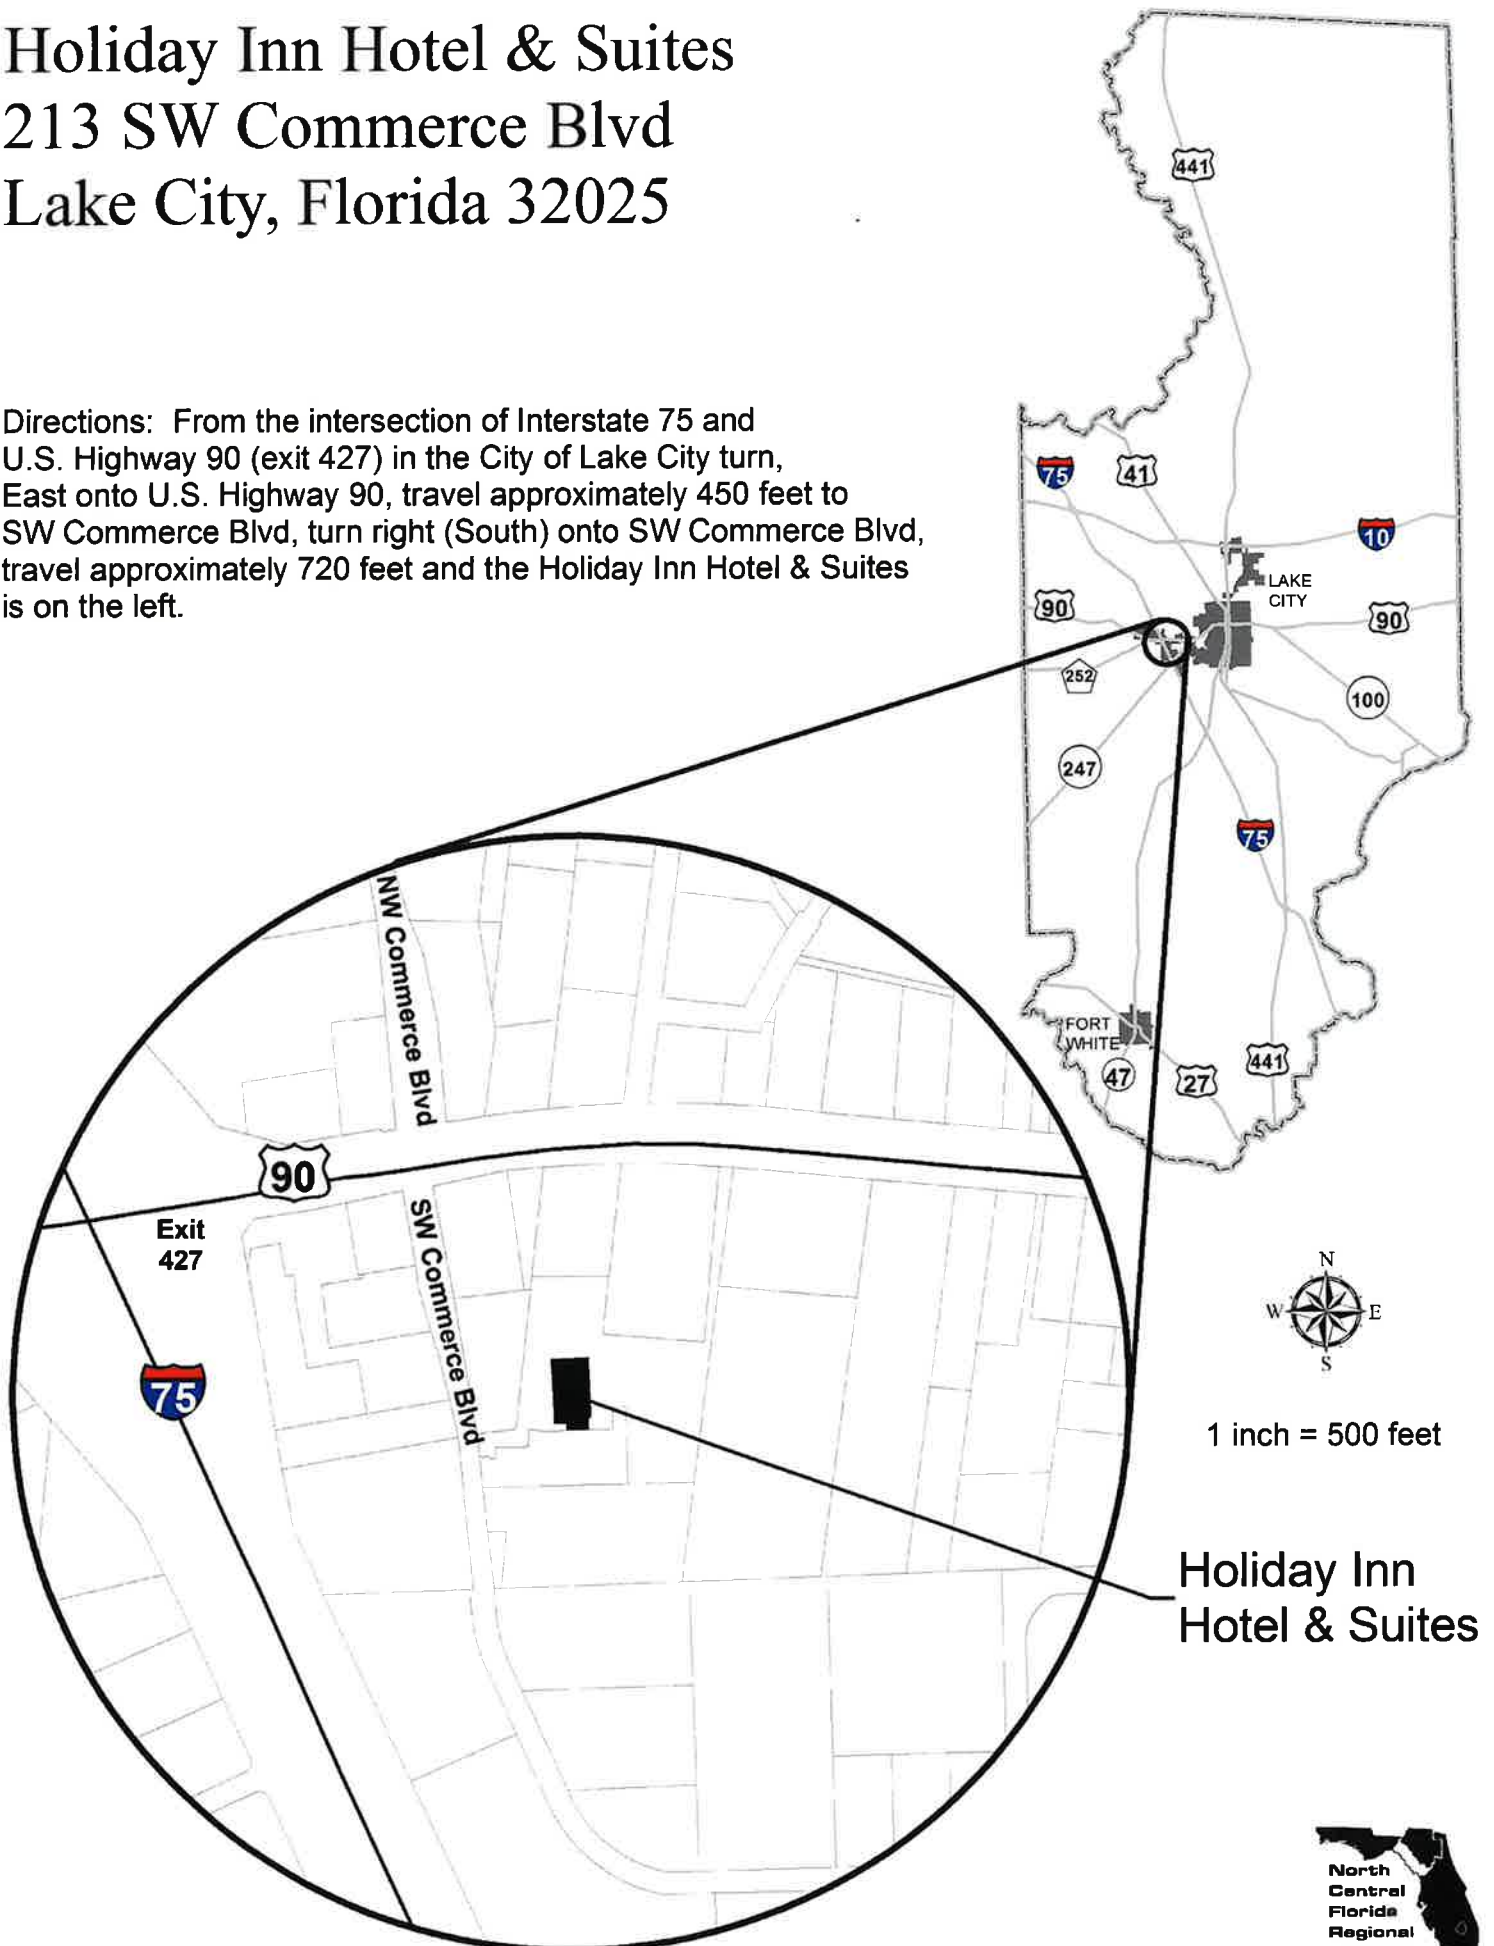 Holiday Inn Hotel & Suites
213 SW Commerce Blvd
Lake City, Florida 32025
Directions: From the intersection of Interstate 75 and
U.S. Highway 90 (exit 427) in the City of Lake City turn,
East onto U.S. Highway 90, travel approximately 450 feet to
SW Commerce Blvd, turn right (South) onto SW Commerce Blvd,
travel approximately 720 feet and the Holiday Inn Hotel & Suites
is on the left.
441
75
41
10
LAKE
CITY
90
90
252
100
247
75
FORT
WHITE
47
27
441
NW Commerce Blvd
90
Exit
427
SW Commerce Blvd
75
N
W
E
S
1 inch = 500 feet
Holiday Inn
Hotel & Suites
North
Central
Florida
Regional